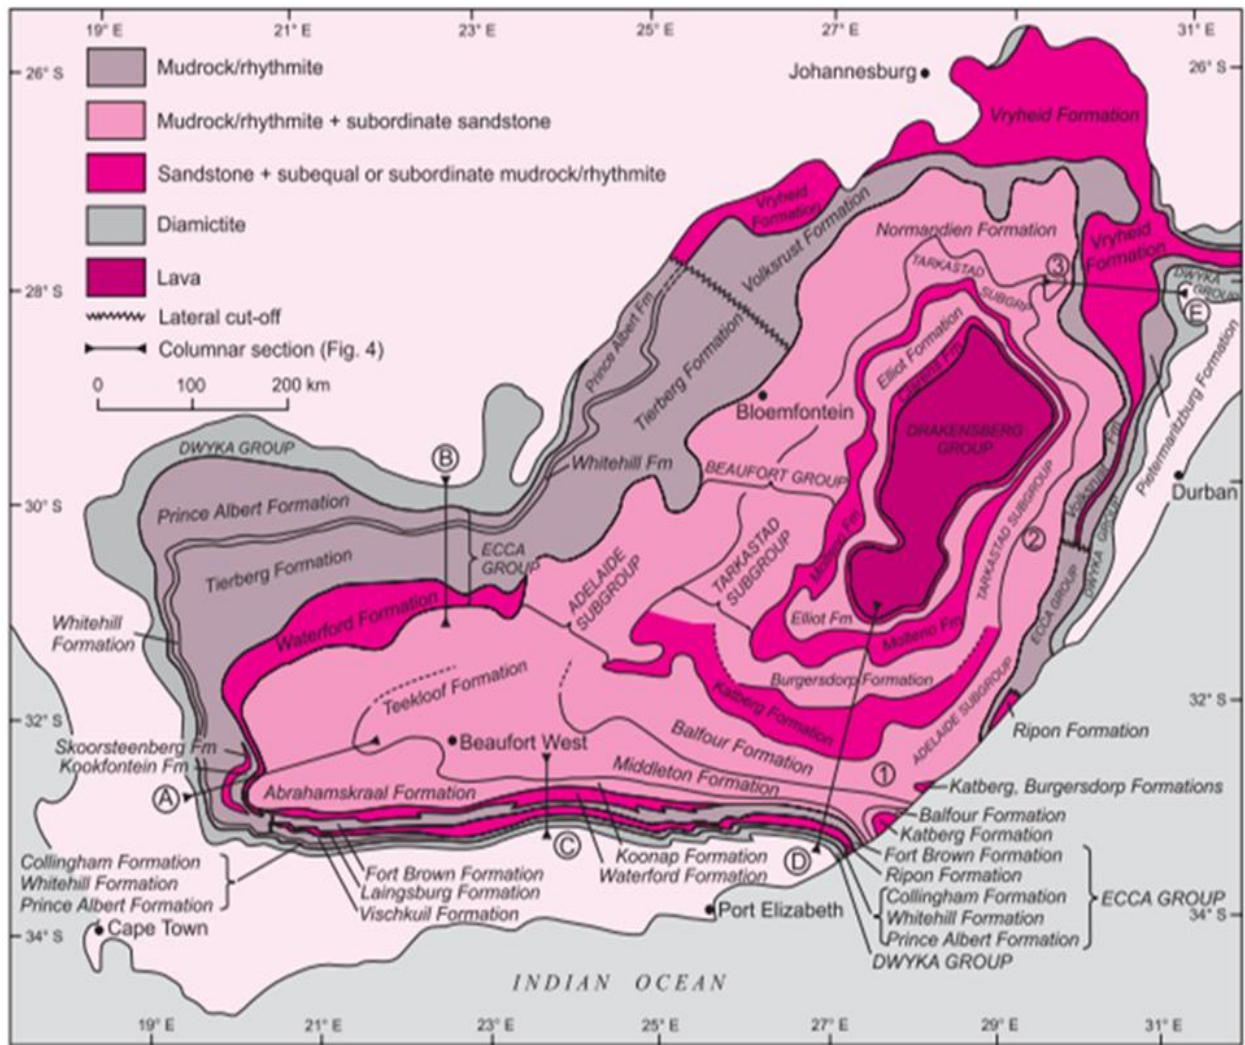 19° E
21° E
23° E
25° E
27° E
31° E
26° S
26° S
Mudrock/rhythmite
Mudrock/rhythmite + subordinate sandstone
Sandstone + subequal or subordinate mudrock/rhythmite
Diamictite
Lava
Lateral cut-off
Columnar section (Fig. 4)
0 100 200 km
Johannesburg
Vryheid Formation
Vryheid
Formation
Volksrust Formation
Normandien Formation
Vryheid
Formation
TARKASTAD
SUBGRP
3
DWYKA
GROUP
E
28° S
Prince Albert Fm
Tierberg Formation
Elliot Formation
Clarens Fm
Bloemfontein
DRAKENSBERG
GROUP
Pietermaritzburg Formation
DWYKA GROUP
B
Whitehill Fm
BEAUFORT GROUP
Volksrust Fm
Durban
30° S
Prince Albert Formation
Tierberg Formation
ECCA
GROUP
ADELAIDE
SUBGROUP
TARKASTAD
SUBGROUP
Molteno Fm
TARKASTAD SUBGROUP
2
DWYKA GROUP
ECCA GROUP
Whitehill
Formation
Waterford Formation
Elliot Fm
Molteno Fm
Teekloof Formation
Burgersdorp Formation
Katberg Formation
ADELAIDE SUBGROUP
32° S
32° S
Ripon Formation
Skoorsteenberg Fm
Kookfontein Fm
Beaufort West
Balfour Formation
Middleton Formation
1
A
Abrahamskraal Formation
Katberg, Burgersdorp Formations
Balfour Formation
Katberg Formation
C
D
Koonap Formation
Waterford Formation
Fort Brown Formation
Ripon Formation
Collingham Formation
Whitehill Formation
Prince Albert Formation
ECCA GROUP
DWYKA GROUP
Collingham Formation
Whitehill Formation
Prince Albert Formation
Fort Brown Formation
Laingsburg Formation
Vischkuil Formation
Port Elizabeth
Cape Town
34° S
34° S
INDIAN OCEAN
19° E
21° E
23° E
25° E
27° E
29° E
31° E